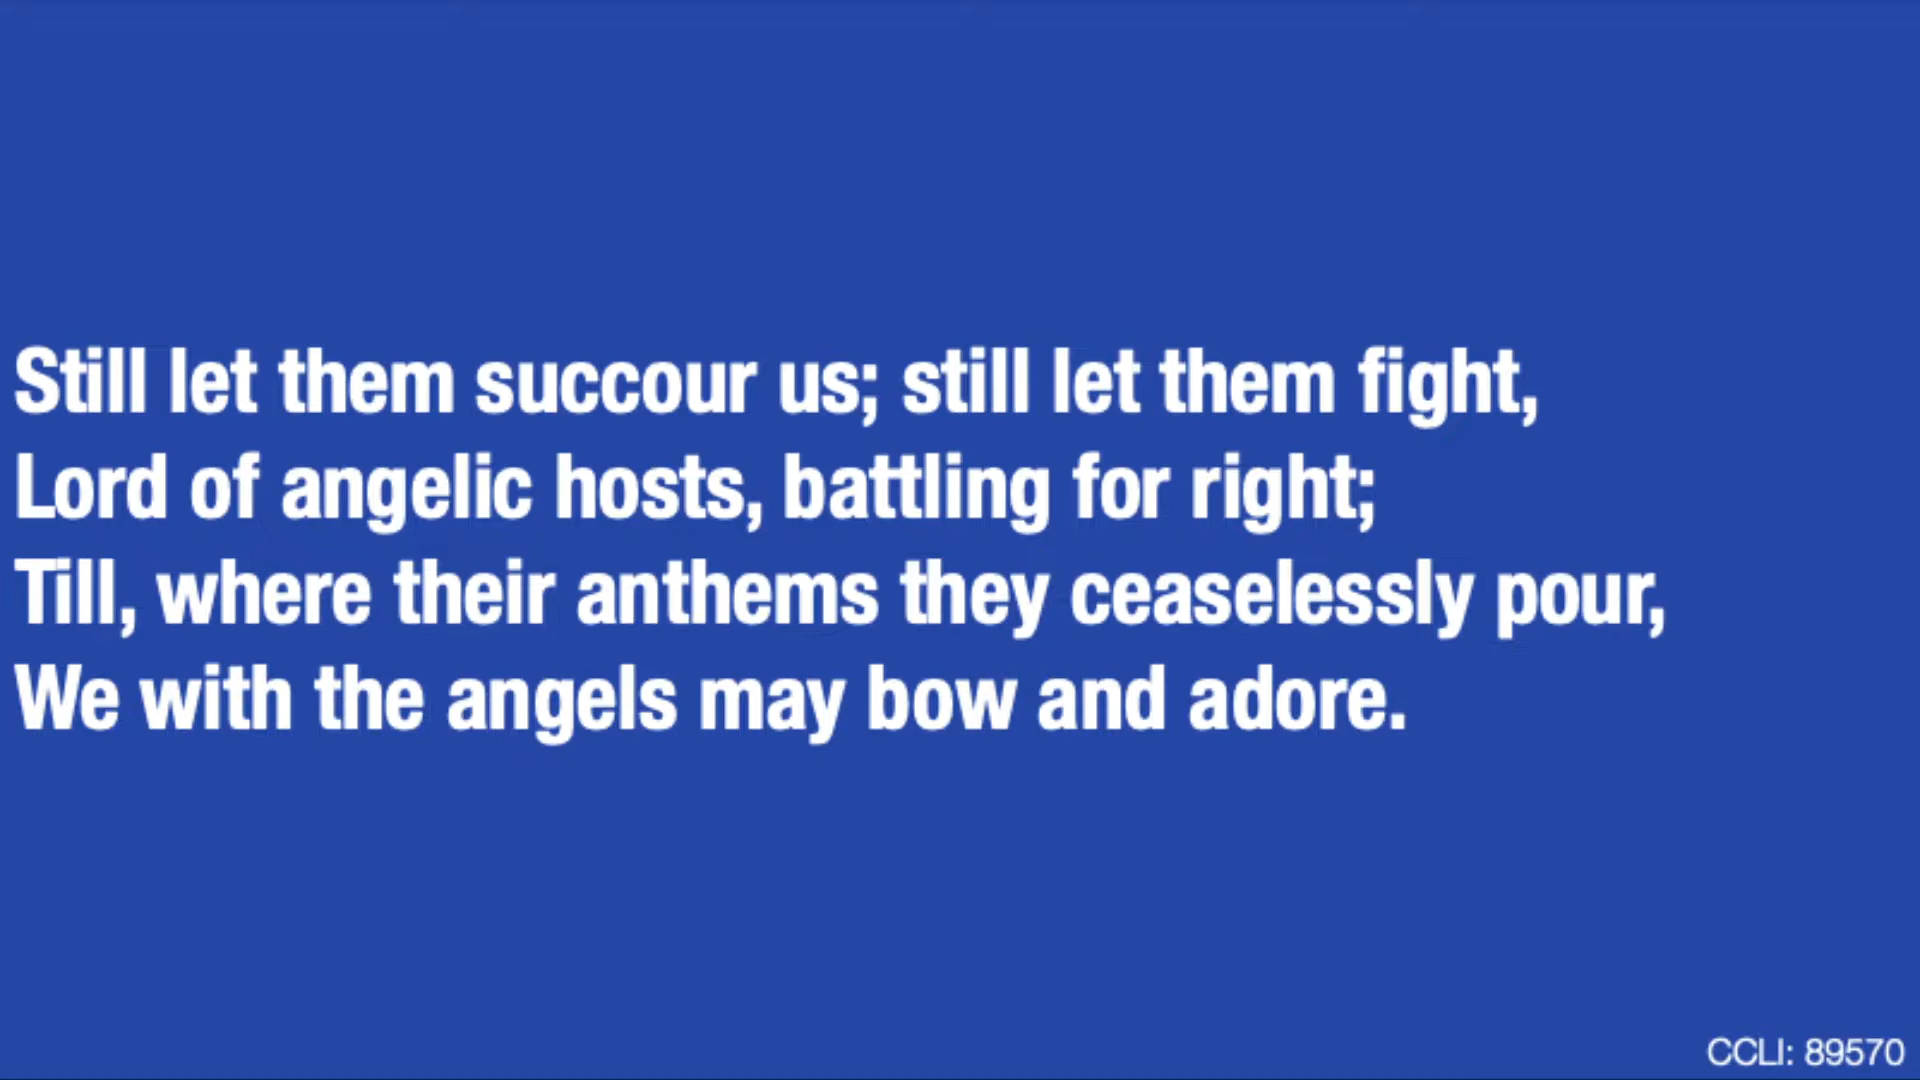 Still let them succour us; still let them fight,
Lord of angelic hosts, battling for right;
Till, where their anthems they ceaselessly pour,
We with the angels may bow and adore.
CCLI: 89570